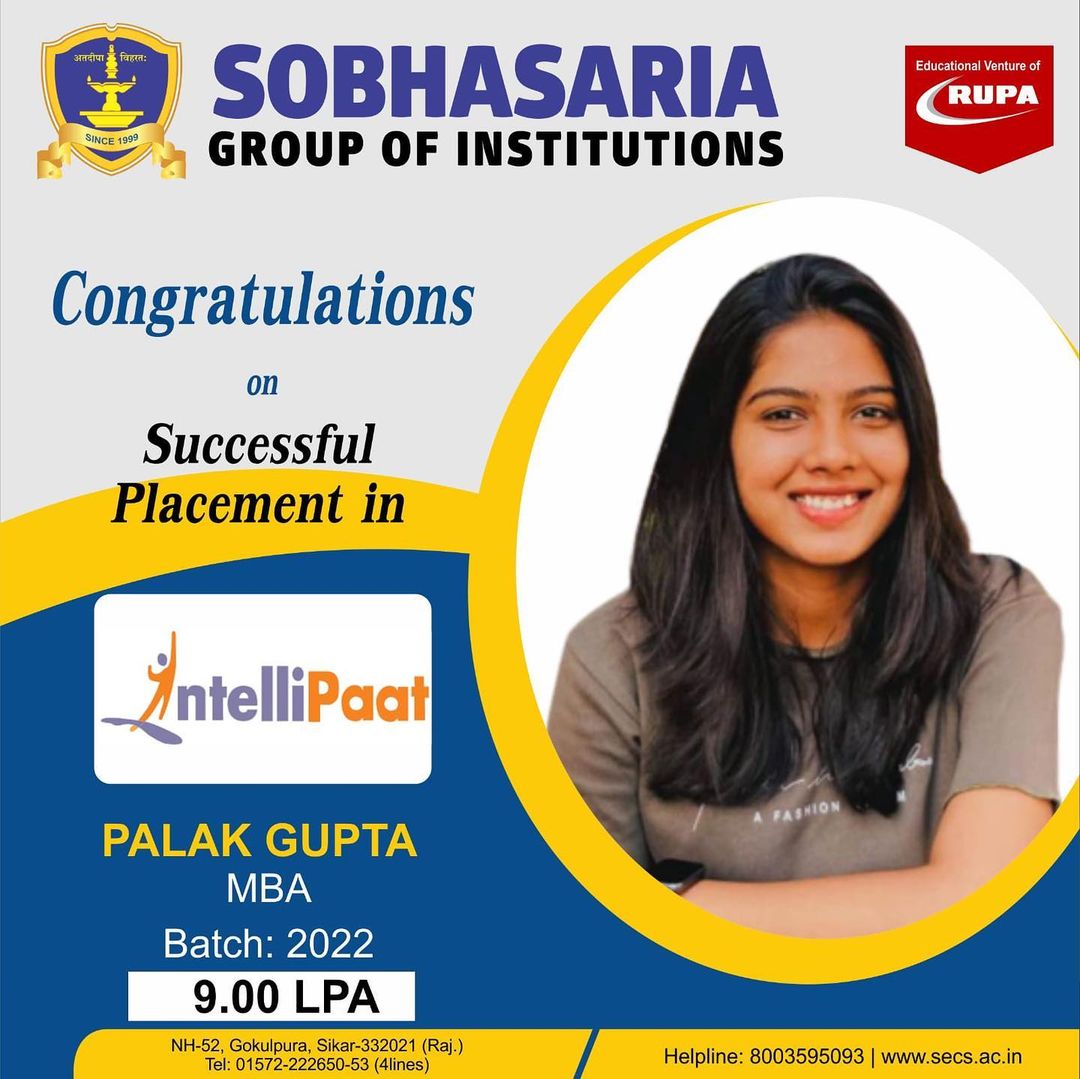 अतदीपा विहरत:
SINCE 1999
SOBHASARIA
GROUP OF INSTITUTIONS
Educational Venture of
RUPA
Congratulations
on
Successful
Placement in
IntelliPaat
PALAK GUPTA
MBA
Batch: 2022
9.00 LPA
A FASHION
NH-52, Gokulpura, Sikar-332021 (Raj.)
Tel: 01572-222650-53 (4lines)
Helpline: 8003595093 | www.secs.ac.in